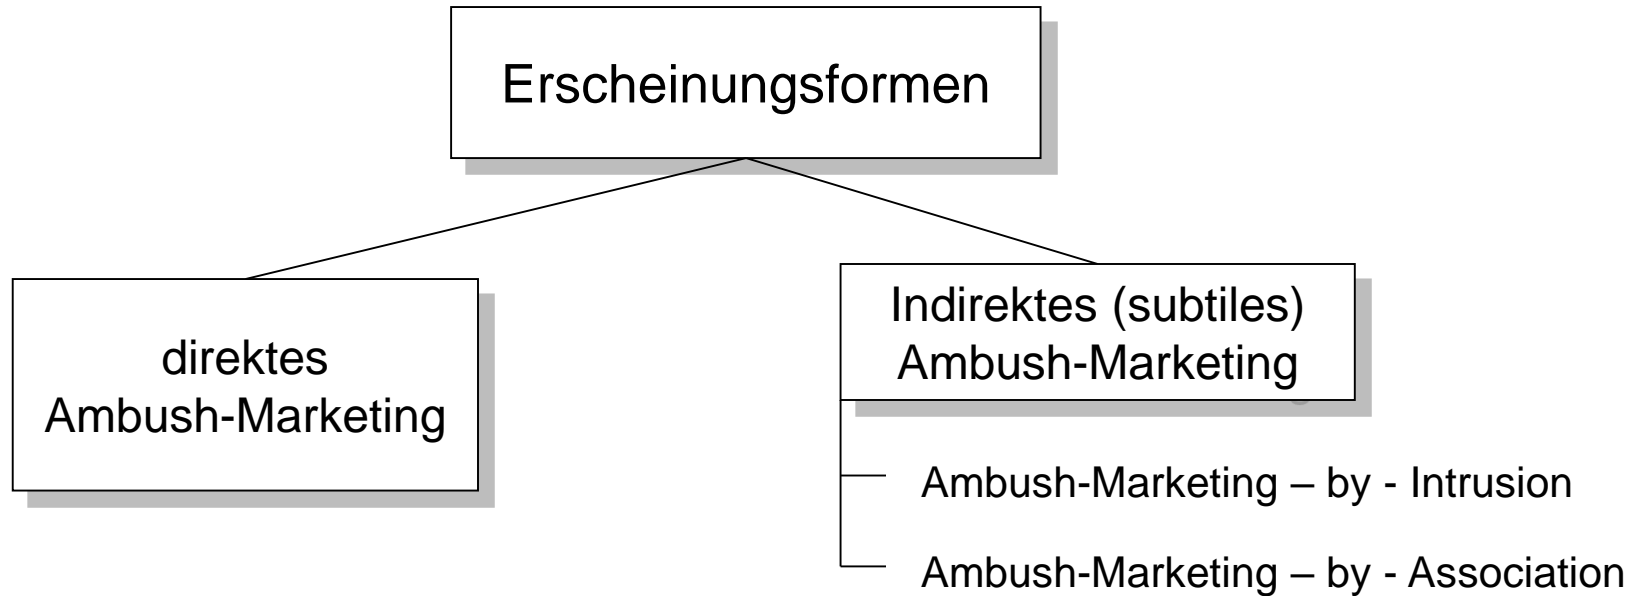 Erscheinungsformen
direktes
Ambush-Marketing
Indirektes (subtiles)
Ambush-Marketing
Ambush-Marketing – by - Intrusion
Ambush-Marketing – by - Association